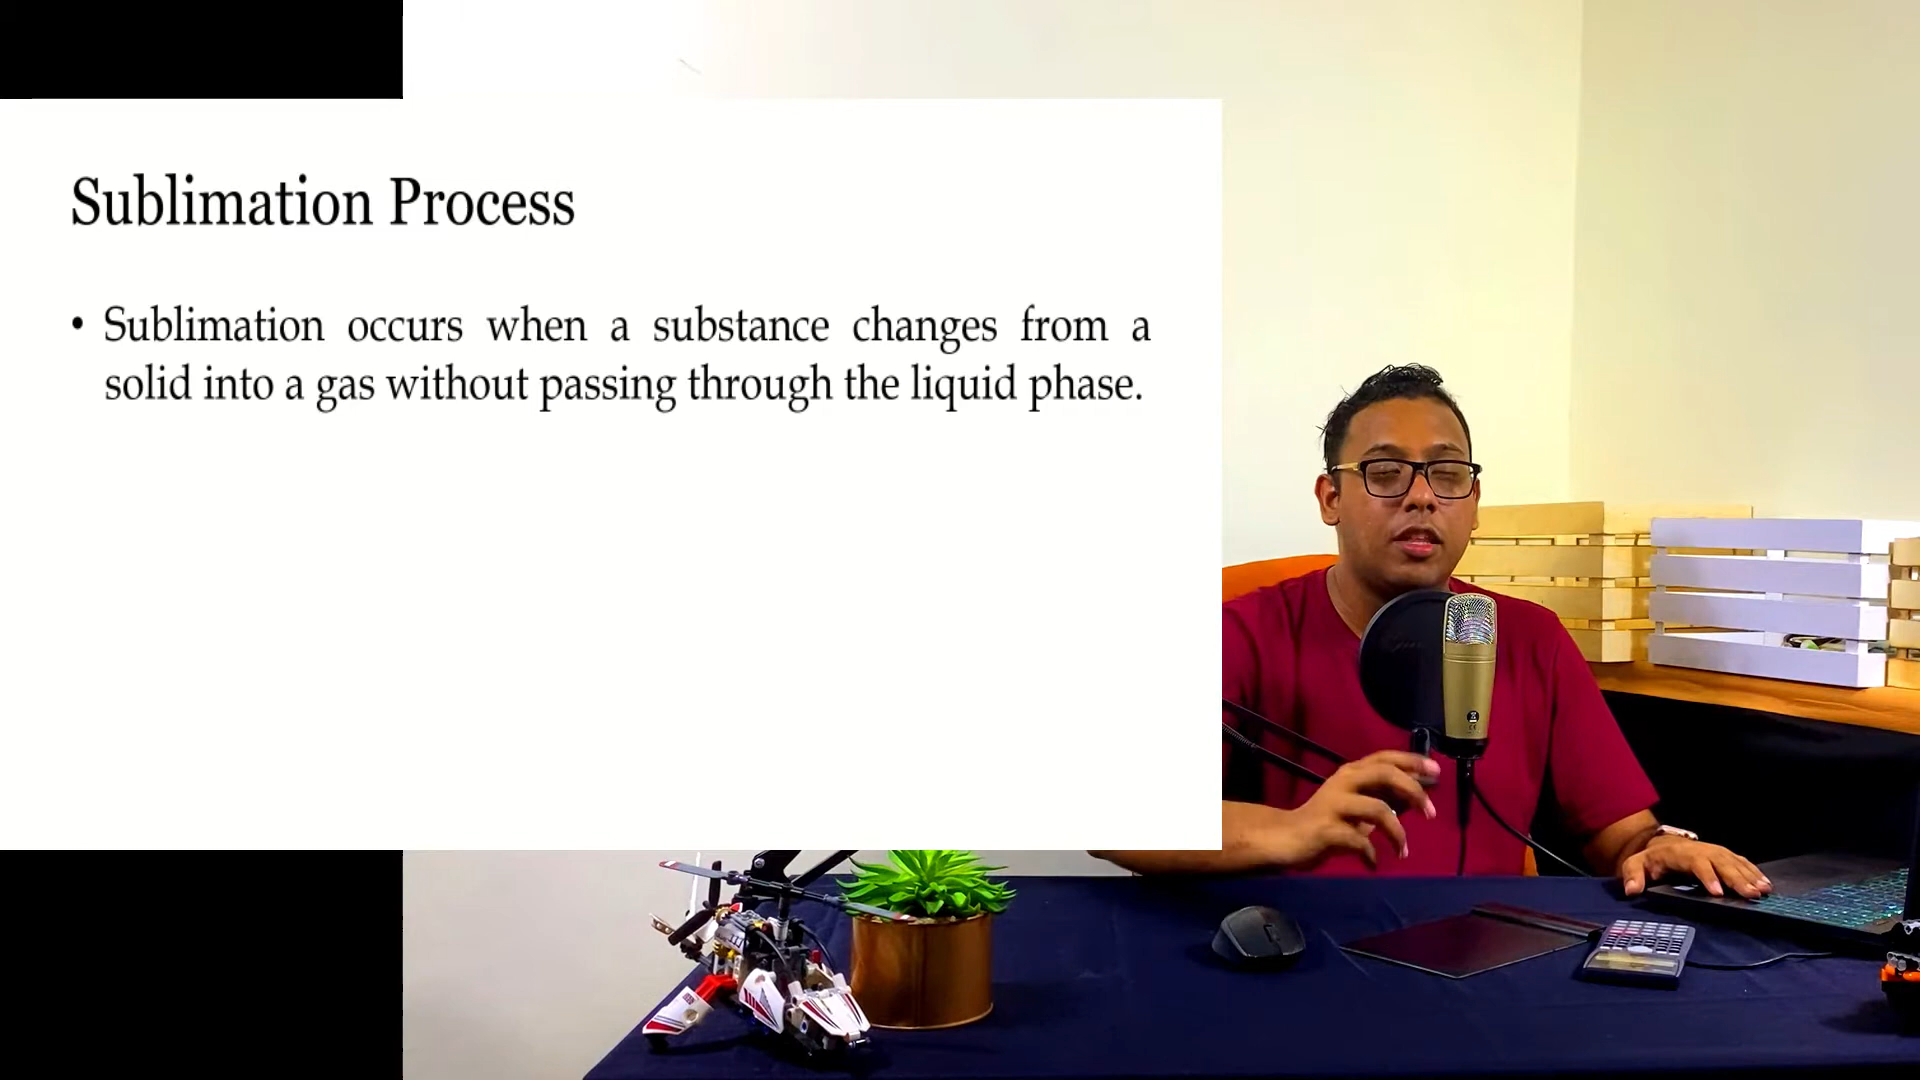 Sublimation Process
• Sublimation occurs when a substance changes from a
solid into a gas without passing through the liquid phase.